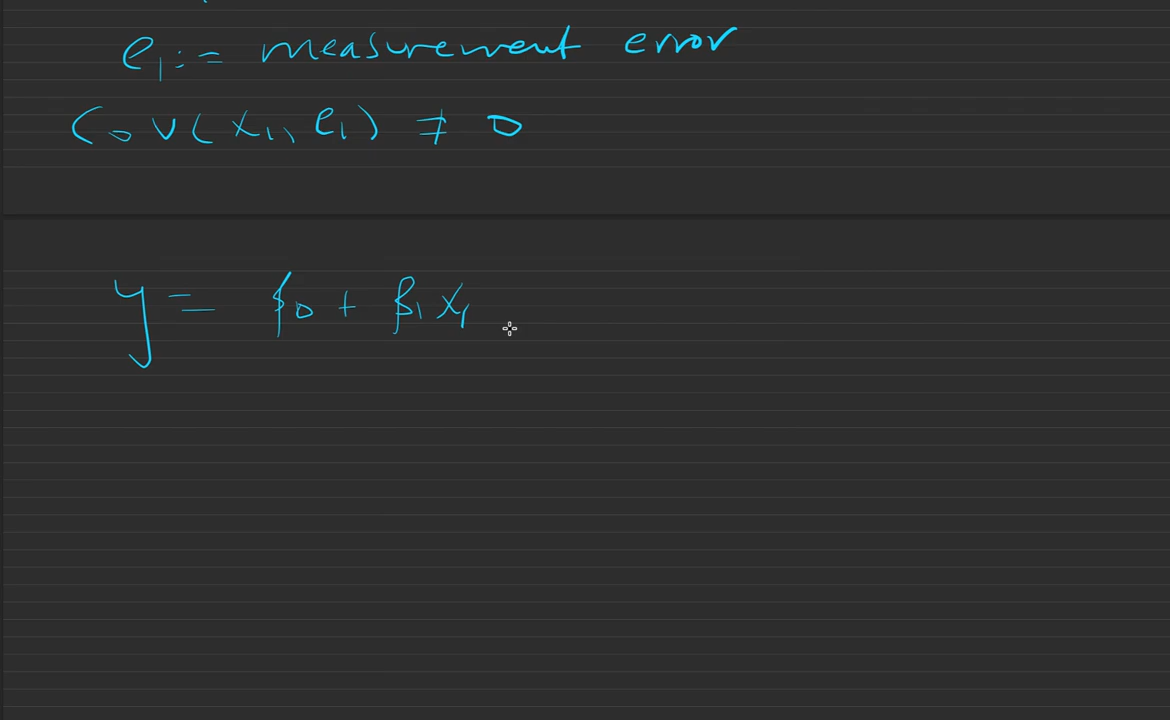 e₁ := measurement error
Cov(x₁, e₁) ≠ 0
y = β₀ + β₁x₁